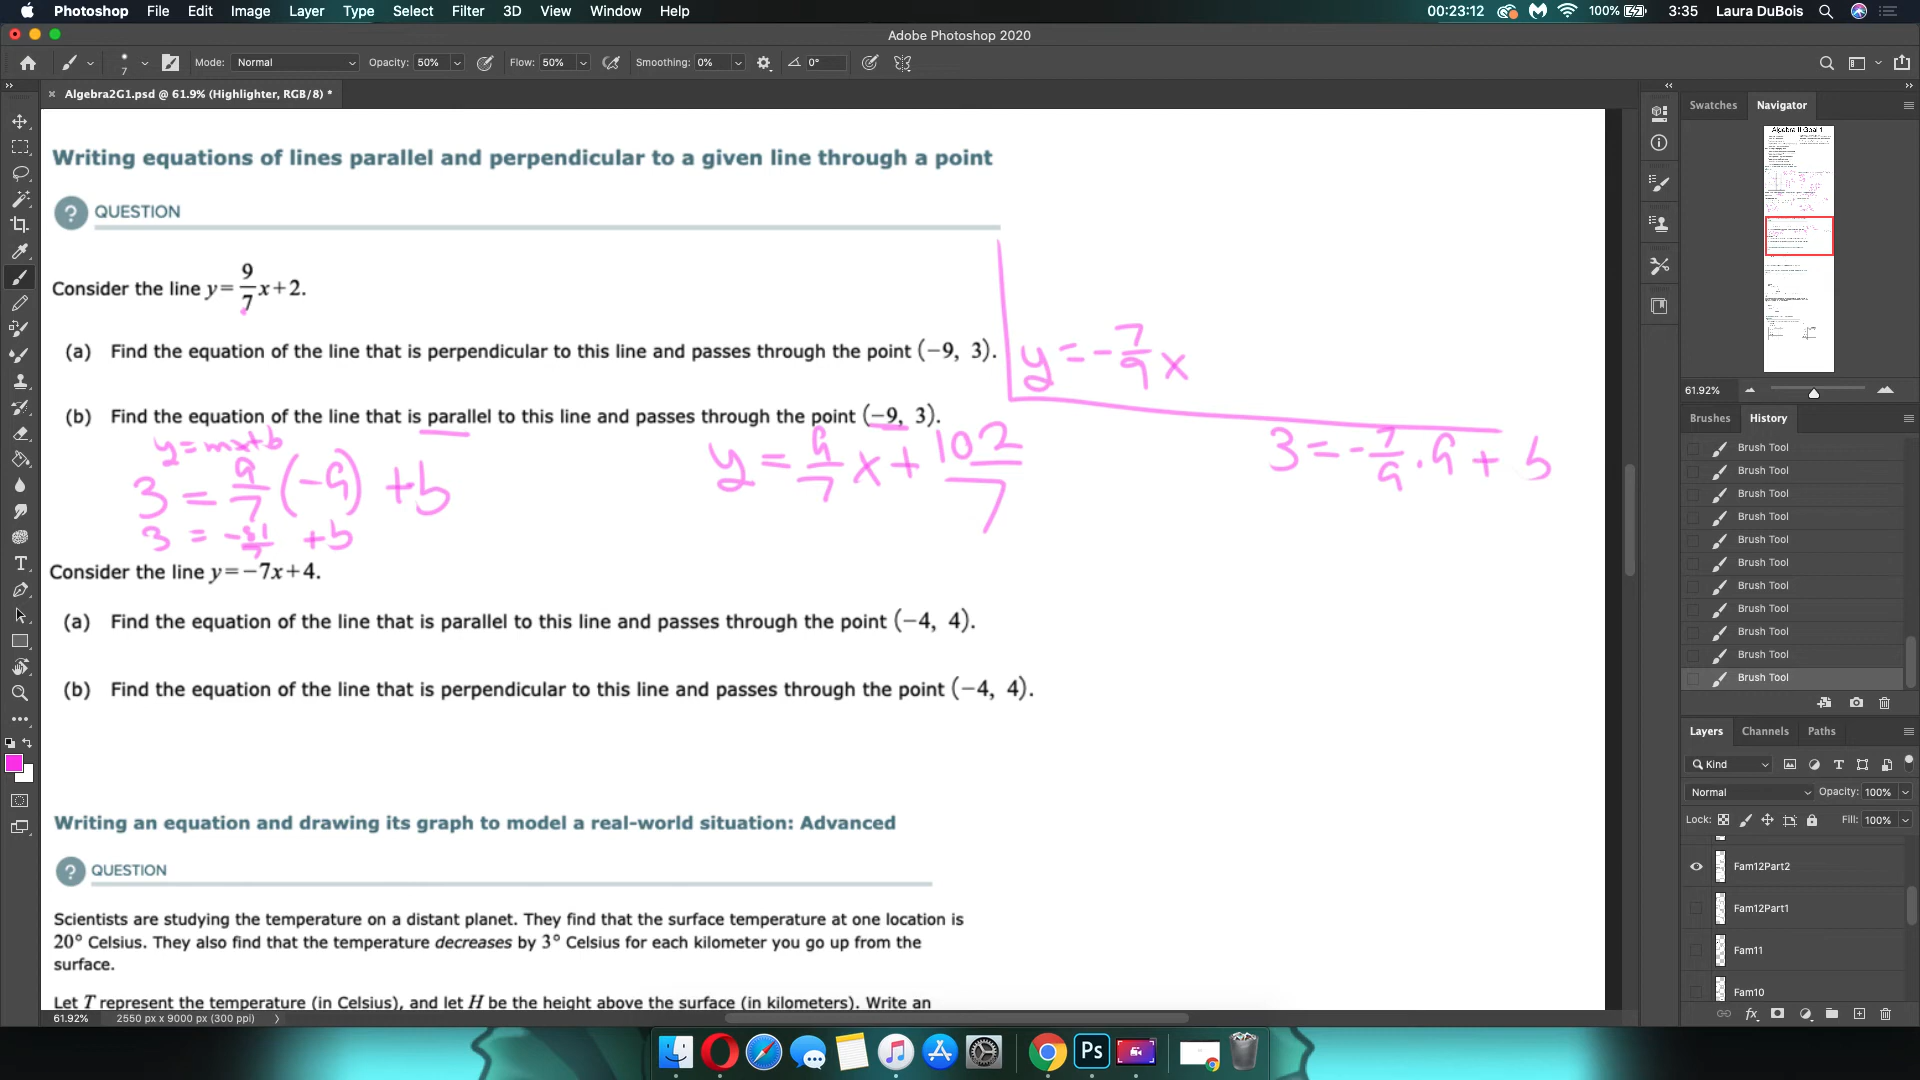 Photoshop File Edit Image Layer Type Select Filter 3D View Window Help 00:23:12 100% 3:35 Laura DuBois
Adobe Photoshop 2020
7 Mode: Normal Opacity: 50% Flow: 50% Smoothing: 0% 0°
Algebra2G1.psd @ 61.9% (Highlighter, RGB/8) *
Swatches Navigator
Algebra II Goal 1
Writing equations of lines parallel and perpendicular to a given line through a point
? QUESTION
Consider the line y=9/7x+2.
(a) Find the equation of the line that is perpendicular to this line and passes through the point (−9, 3).
y = -7/9 x
(b) Find the equation of the line that is parallel to this line and passes through the point (−9, 3).
y=mx+b
3 = 9/7 (-9) +b
y = 9/7 x + 102/7
3 = -7/9 . 9 + b
3 = -81/7 +b
Consider the line y=−7x+4.
(a) Find the equation of the line that is parallel to this line and passes through the point (−4, 4).
(b) Find the equation of the line that is perpendicular to this line and passes through the point (−4, 4).
Writing an equation and drawing its graph to model a real-world situation: Advanced
? QUESTION
Scientists are studying the temperature on a distant planet. They find that the surface temperature at one location is
20° Celsius. They also find that the temperature decreases by 3° Celsius for each kilometer you go up from the
surface.
Let T represent the temperature (in Celsius), and let H be the height above the surface (in kilometers). Write an
61.92% 2550 px x 9000 px (300 ppi)
61.92%
Brushes History
Brush Tool
Brush Tool
Brush Tool
Brush Tool
Brush Tool
Brush Tool
Brush Tool
Brush Tool
Brush Tool
Brush Tool
Brush Tool
Layers Channels Paths
Kind
Normal Opacity: 100%
Lock: Fill: 100%
Fam12Part2
Fam12Part1
Fam11
Fam10
fx
Ps